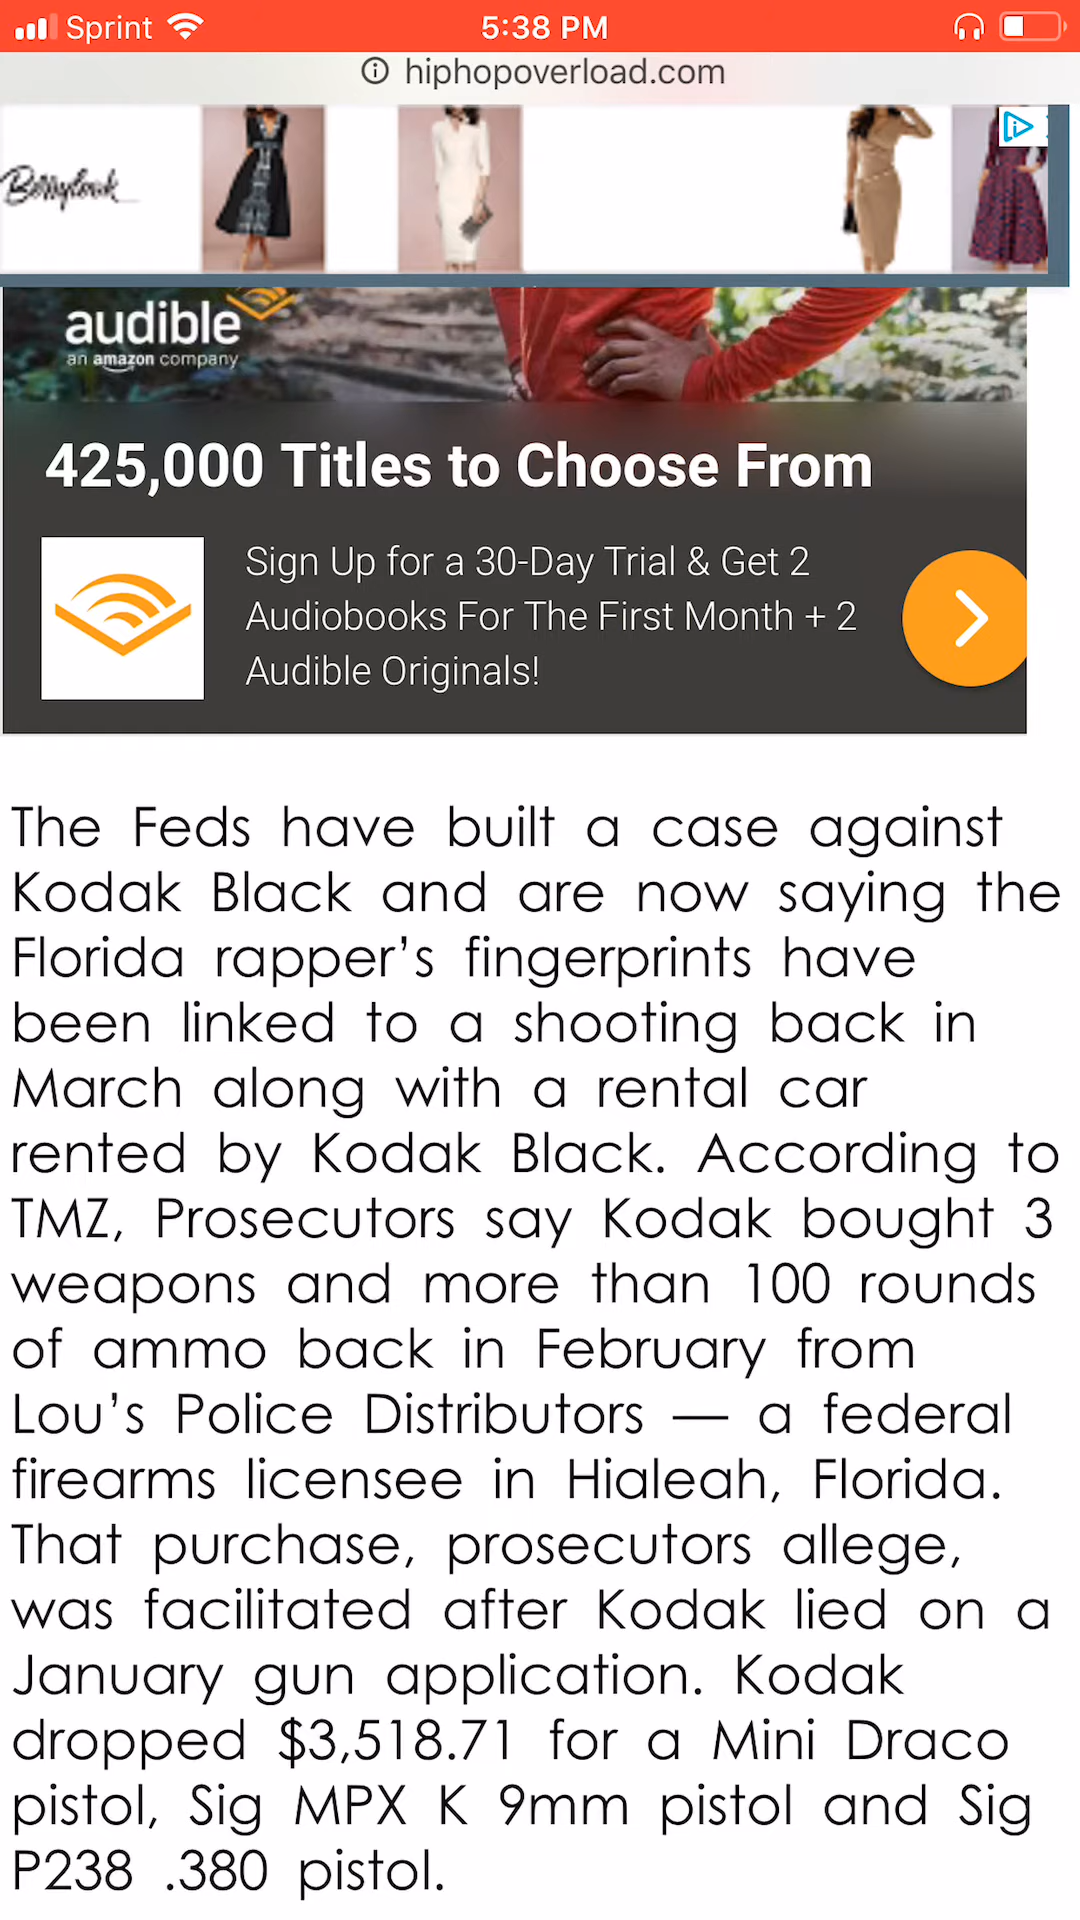 Sprint 5:38 PM
hiphopoverload.com
Berrylook
audible
an amazon company
425,000 Titles to Choose From
Sign Up for a 30-Day Trial & Get 2
Audiobooks For The First Month + 2
Audible Originals!
The Feds have built a case against
Kodak Black and are now saying the
Florida rapper’s fingerprints have
been linked to a shooting back in
March along with a rental car
rented by Kodak Black. According to
TMZ, Prosecutors say Kodak bought 3
weapons and more than 100 rounds
of ammo back in February from
Lou’s Police Distributors — a federal
firearms licensee in Hialeah, Florida.
That purchase, prosecutors allege,
was facilitated after Kodak lied on a
January gun application. Kodak
dropped $3,518.71 for a Mini Draco
pistol, Sig MPX K 9mm pistol and Sig
P238 .380 pistol.